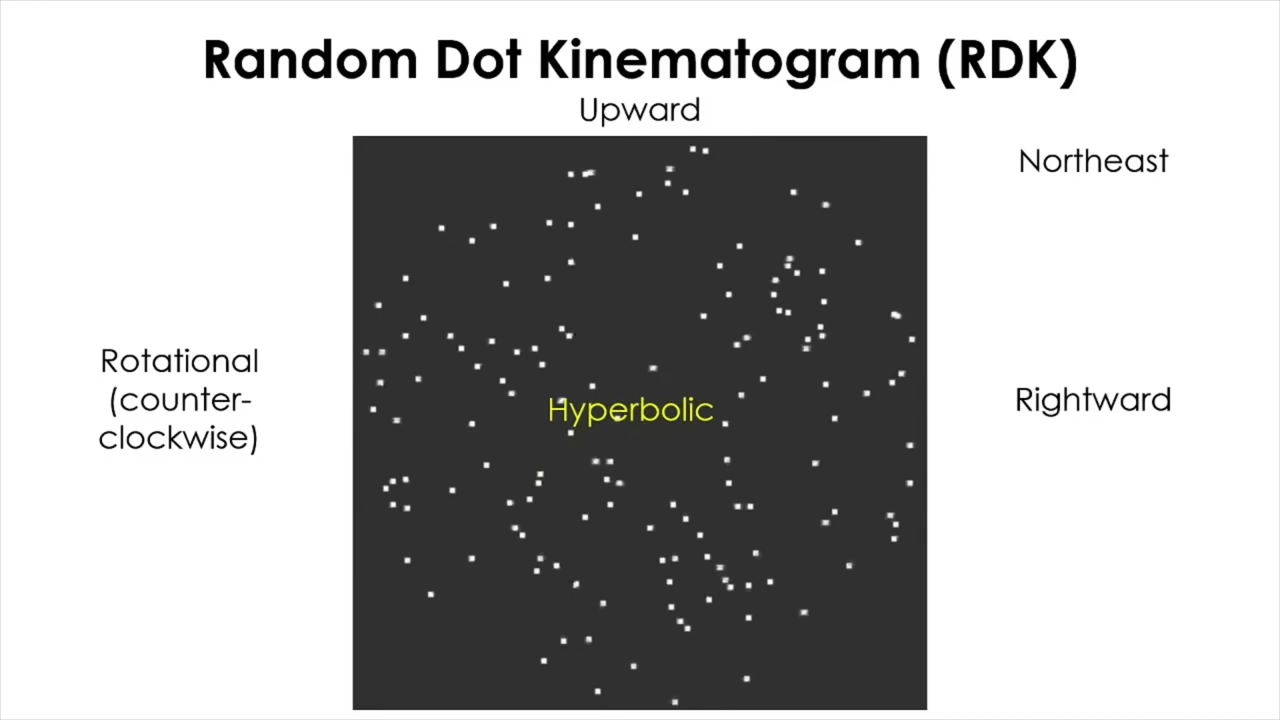 Random Dot Kinematogram (RDK)
Upward
Northeast
Rotational
(counter-
clockwise)
Hyperbolic
Rightward